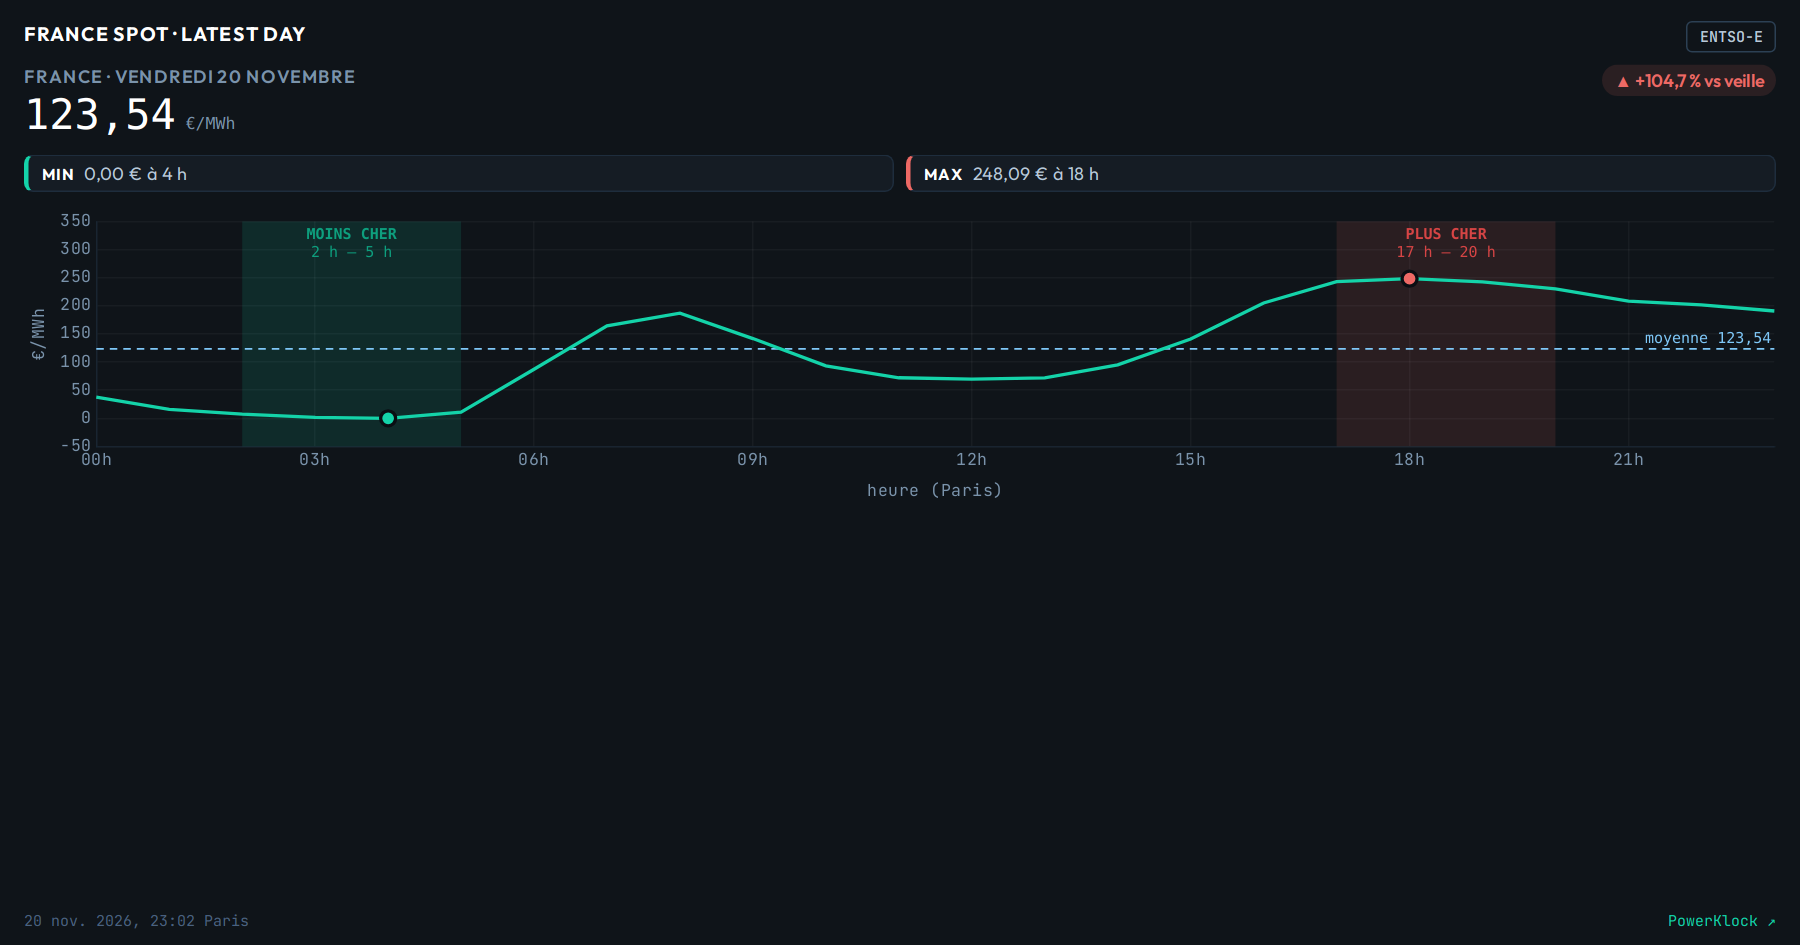 FRANCE SPOT · LATEST DAY
ENTSO-E
FRANCE · VENDREDI 20 NOVEMBRE
▲ +104,7 % vs veille
123,54 €/MWh
MIN 0,00 € à 4 h
MAX 248,09 € à 18 h
MOINS CHER
2 h – 5 h
PLUS CHER
17 h – 20 h
€/MWh
350
300
250
200
150
100
50
0
-50
moyenne 123,54
00h 03h 06h 09h 12h 15h 18h 21h
heure (Paris)
20 nov. 2026, 23:02 Paris
PowerKlock ↗